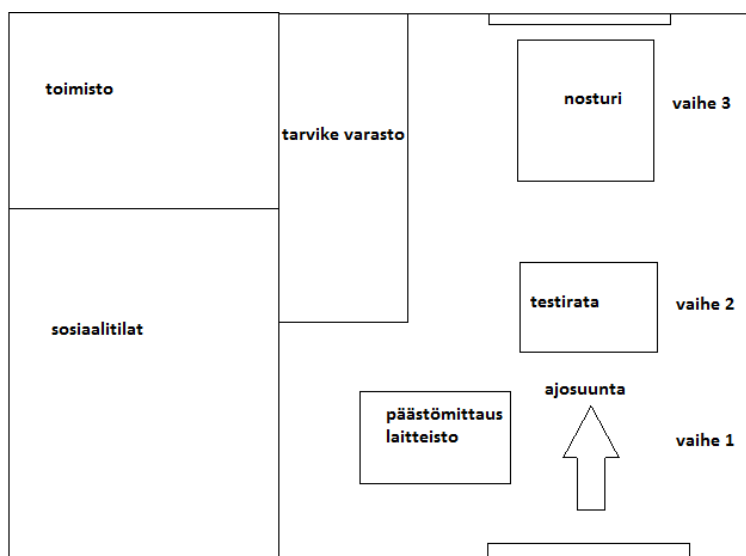 toimisto
nosturi
vaihe 3
tarvike varasto
testirata
vaihe 2
sosiaalitilat
ajosuunta
päästömittaus
laitteisto
vaihe 1